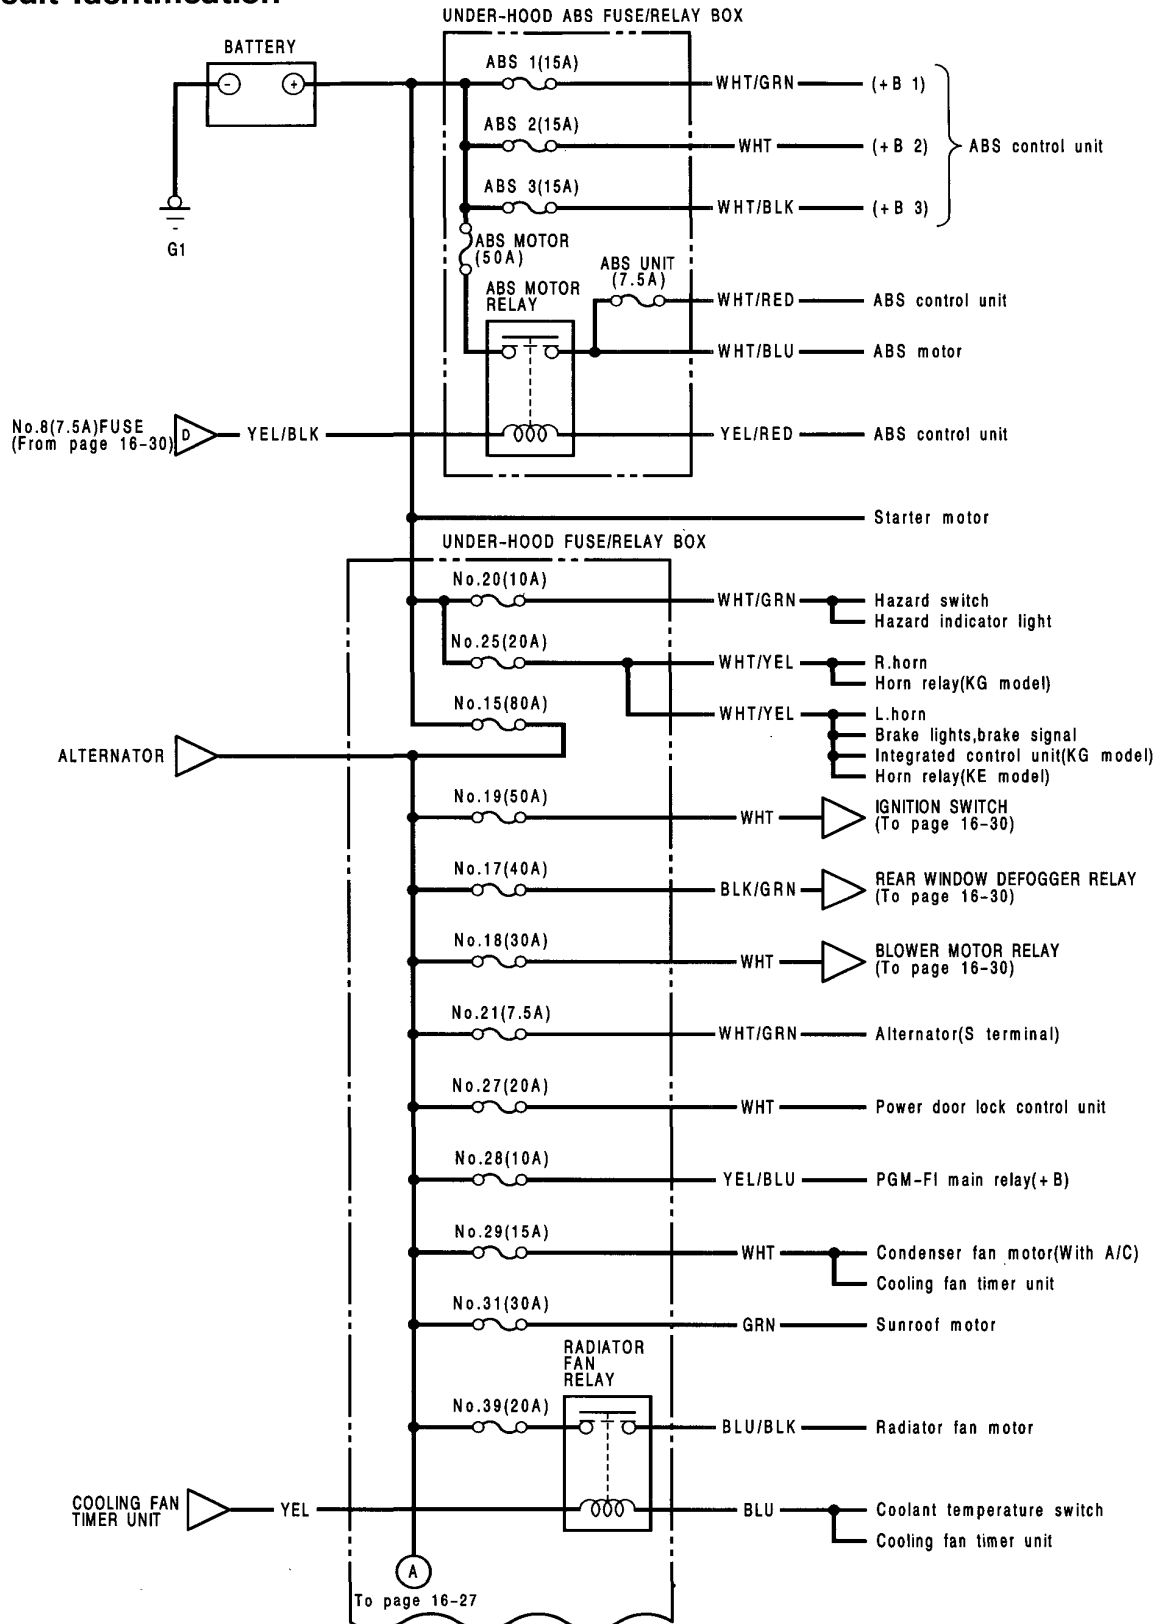 UNDER-HOOD ABS FUSE/RELAY BOX
BATTERY
- +
ABS 1(15A)
WHT/GRN (+B 1)
ABS 2(15A)
WHT (+B 2) ABS control unit
ABS 3(15A)
WHT/BLK (+B 3)
G1
ABS MOTOR
(50A)
ABS UNIT
(7.5A)
ABS MOTOR
RELAY
WHT/RED ABS control unit
WHT/BLU ABS motor
No.8(7.5A)FUSE
(From page 16-30) D YEL/BLK YEL/RED ABS control unit
Starter motor
UNDER-HOOD FUSE/RELAY BOX
No.20(10A)
WHT/GRN Hazard switch
Hazard indicator light
No.25(20A)
WHT/YEL R.horn
Horn relay(KG model)
No.15(80A)
WHT/YEL L.horn
Brake lights,brake signal
ALTERNATOR Integrated control unit(KG model)
Horn relay(KE model)
No.19(50A)
WHT IGNITION SWITCH
(To page 16-30)
No.17(40A)
BLK/GRN REAR WINDOW DEFOGGER RELAY
(To page 16-30)
No.18(30A)
WHT BLOWER MOTOR RELAY
(To page 16-30)
No.21(7.5A)
WHT/GRN Alternator(S terminal)
No.27(20A)
WHT Power door lock control unit
No.28(10A)
YEL/BLU PGM-FI main relay(+B)
No.29(15A)
WHT Condenser fan motor(With A/C)
Cooling fan timer unit
No.31(30A)
GRN Sunroof motor
RADIATOR
FAN
RELAY
No.39(20A)
BLU/BLK Radiator fan motor
COOLING FAN
TIMER UNIT YEL BLU Coolant temperature switch
Cooling fan timer unit
A
To page 16-27